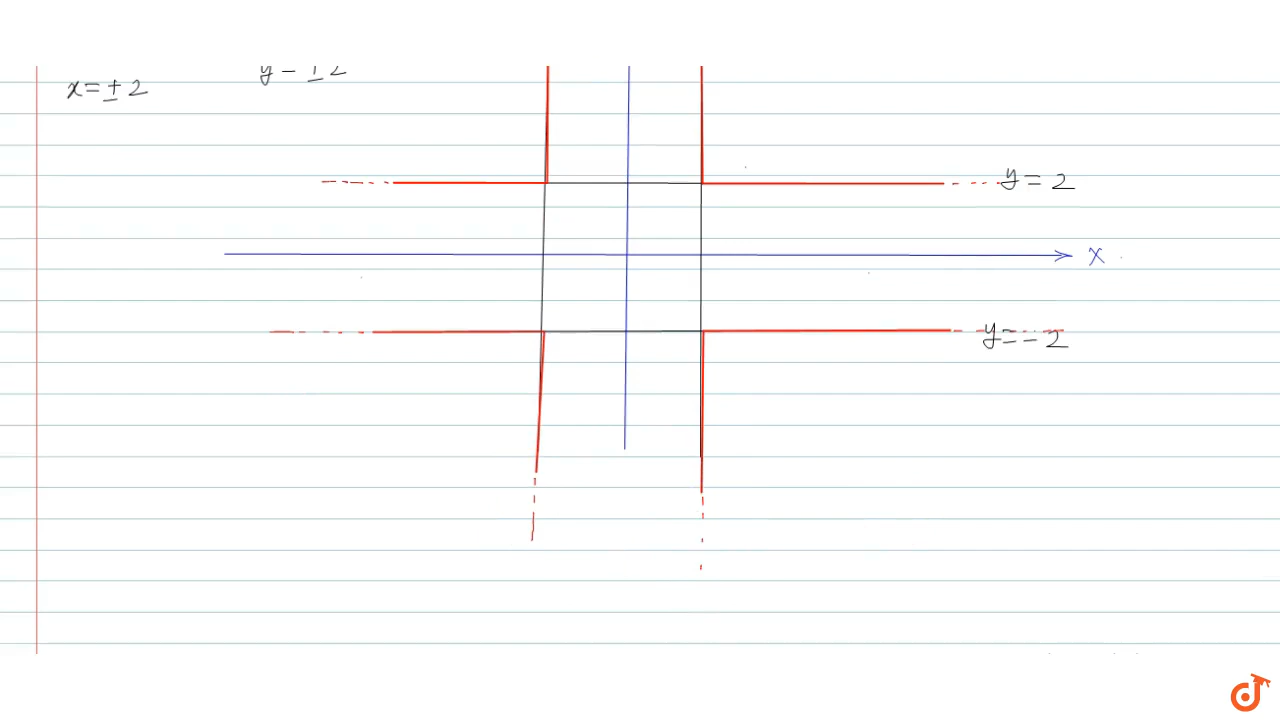 x = ± 2
y = 2
X
y = - 2